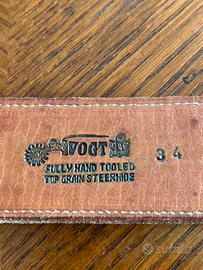 VOGT 34
FULLY HAND TOOLED
TOP GRAIN STEERHIDE
subito